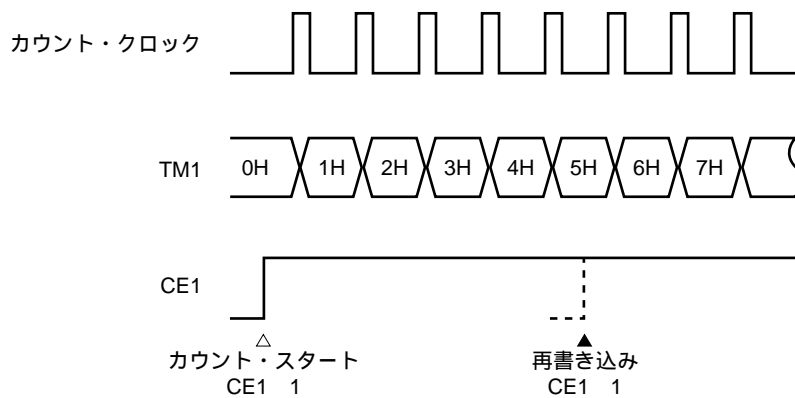 カウント・クロック
TM1 0H 1H 2H 3H 4H 5H 6H 7H
CE1
カウント・スタート
CE1 1
再書き込み
CE1 1